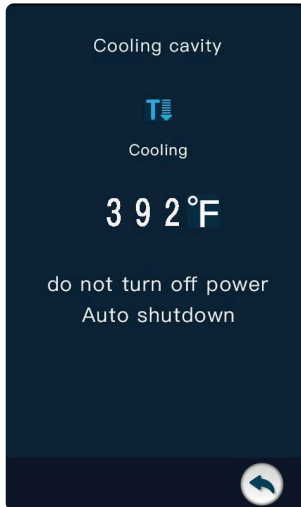 Cooling cavity
T
Cooling
392°F
do not turn off power
Auto shutdown